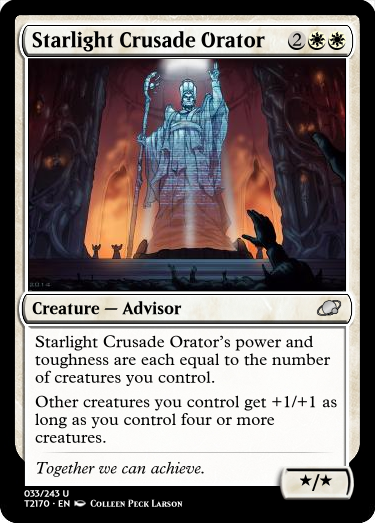 Starlight Crusade Orator 2
2014
Creature — Advisor
Starlight Crusade Orator's power and
toughness are each equal to the number
of creatures you control.
Other creatures you control get +1/+1 as
long as you control four or more
creatures.
Together we can achieve.
★/★
033/243 U
T2170 • EN Colleen Peck Larson